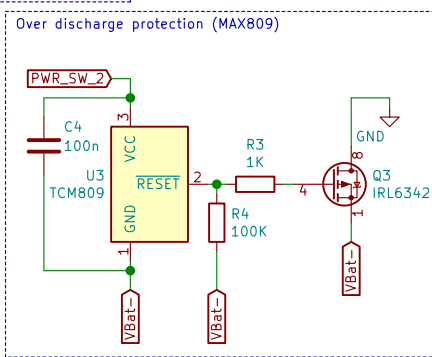 Over discharge protection (MAX809)
PWR_SW_2
C4
100n
3
VCC
U3
TCM809
RESET
2
GND
1
R3
1K
R4
100K
GND
8
4
Q3
IRL6342
1
VBat-
VBat-
VBat-